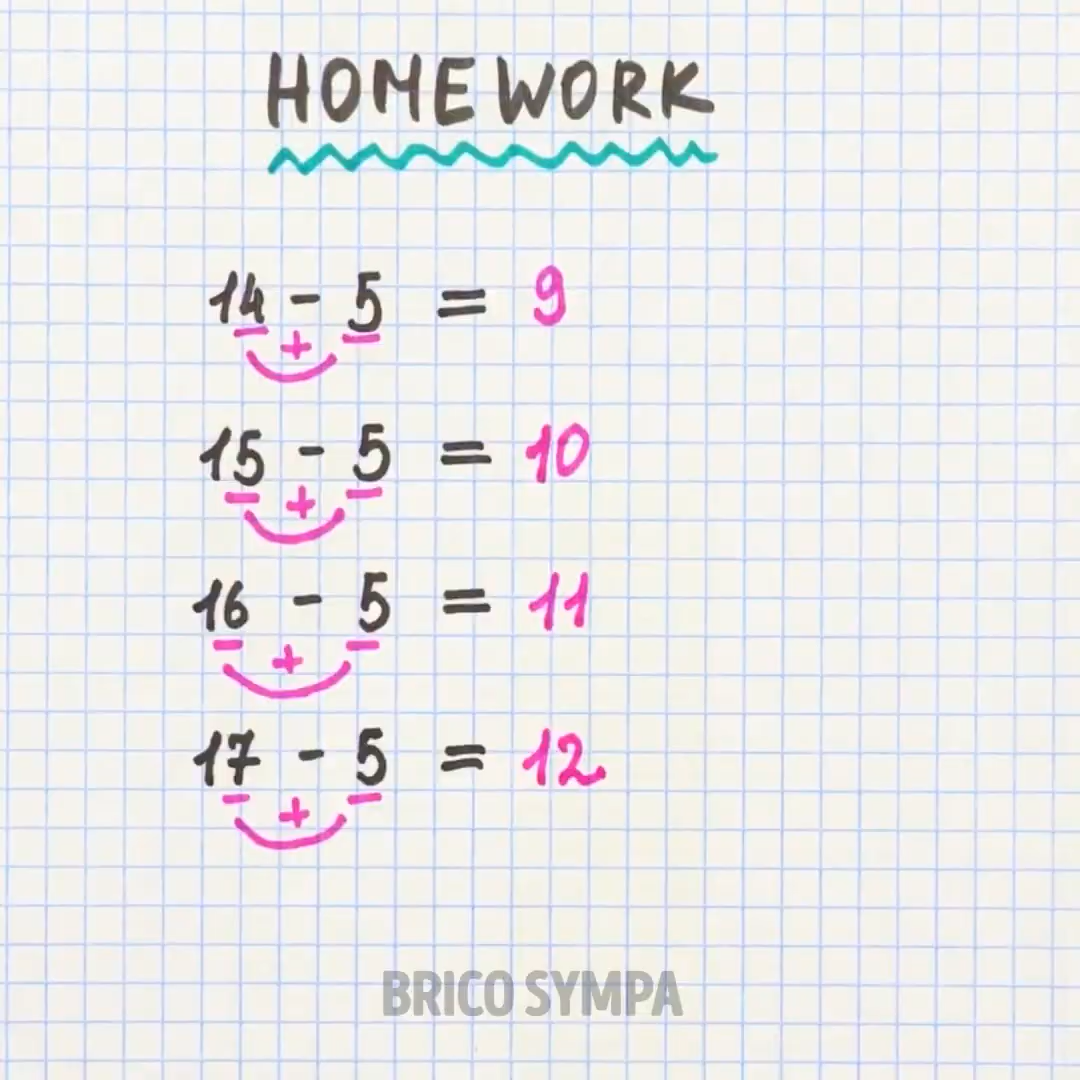 HOMEWORK
14 - 5 = 9
+
15 - 5 = 10
+
16 - 5 = 11
+
17 - 5 = 12
+
BRICO SYMPA